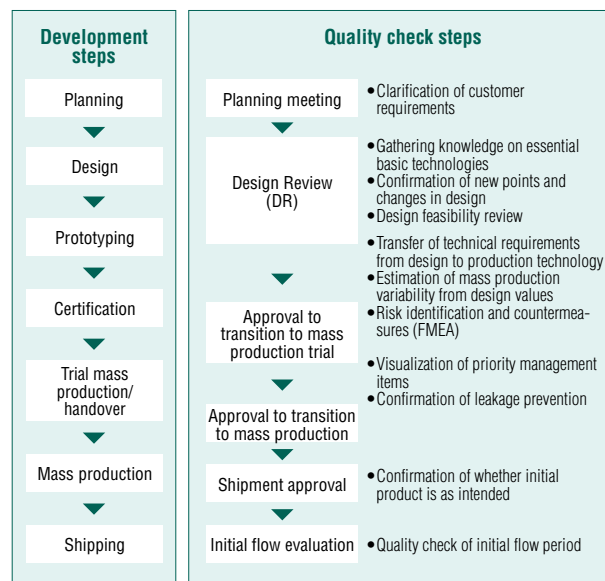 Development
steps
Planning
Design
Prototyping
Certification
Trial mass
production/
handover
Mass production
Shipping
Quality check steps
Planning meeting
•Clarification of customer
requirements
Design Review
(DR)
•Gathering knowledge on essential
basic technologies
•Confirmation of new points and
changes in design
•Design feasibility review
•Transfer of technical requirements
from design to production technology
•Estimation of mass production
variability from design values
•Risk identification and countermea-
sures (FMEA)
Approval to
transition to mass
production trial
•Visualization of priority management
items
•Confirmation of leakage prevention
Approval to transition
to mass production
Shipment approval
•Confirmation of whether initial
product is as intended
Initial flow evaluation
•Quality check of initial flow period